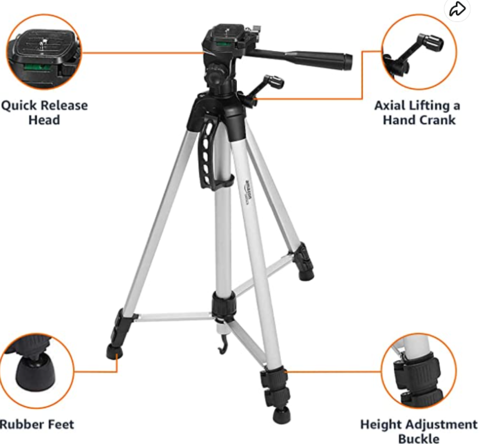 Quick Release
Head
Axial Lifting a
Hand Crank
Rubber Feet
Height Adjustment
Buckle